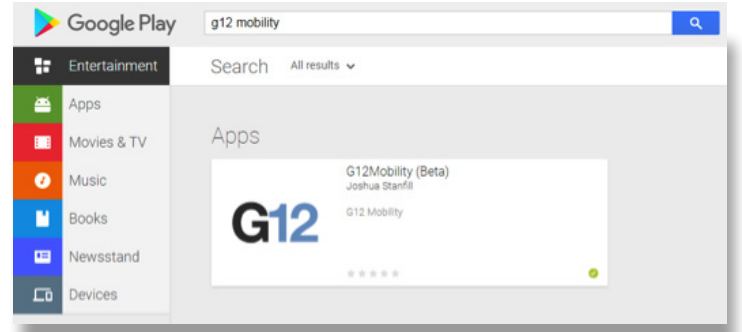 Google Play
g12 mobility
Entertainment
Search All results
Apps
Movies & TV
Music
Books
Newsstand
Devices
Apps
G12
G12Mobility (Beta)
Joshua Stanfill
G12 Mobility